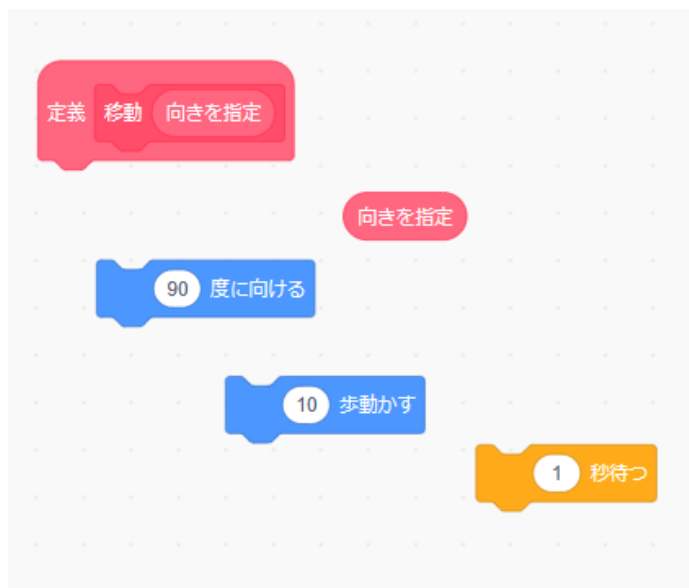 定義 移動 向きを指定
向きを指定
90 度に向ける
10 歩動かす
1 秒待つ